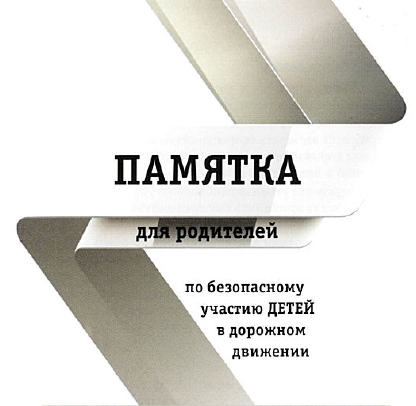 ПАМЯТКА
для родителей
по безопасному
участию ДЕТЕЙ
в дорожном
движении